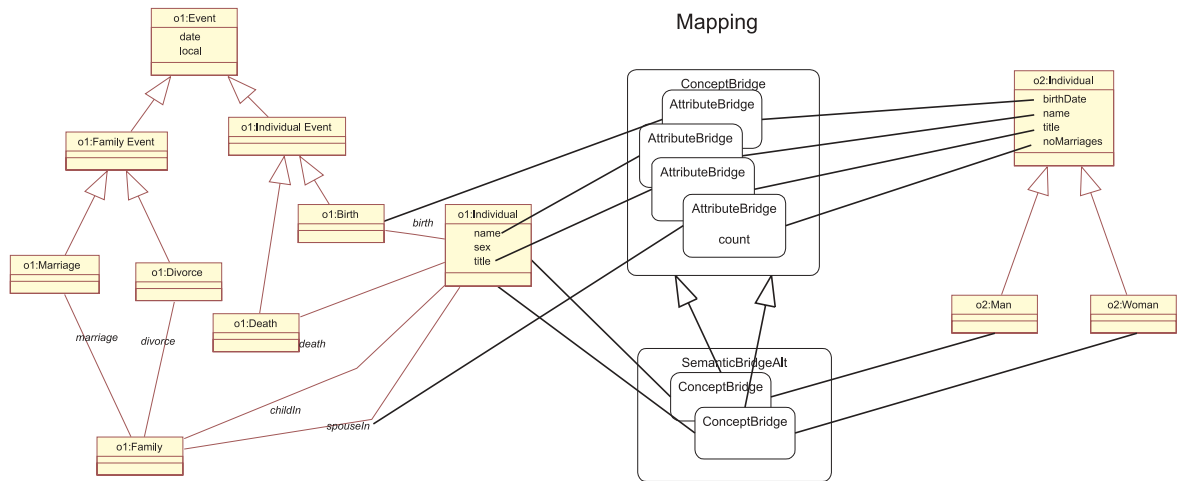 Mapping
o1:Event
date
local
o1:Family Event
o1:Individual Event
o1:Marriage
o1:Divorce
o1:Birth
birth
o1:Individual
name
sex
title
o1:Death
death
marriage
divorce
childIn
spouseIn
o1:Family
ConceptBridge
AttributeBridge
AttributeBridge
AttributeBridge
AttributeBridge
count
SemanticBridgeAlt
ConceptBridge
ConceptBridge
o2:Individual
birthDate
name
title
noMarriages
o2:Man
o2:Woman